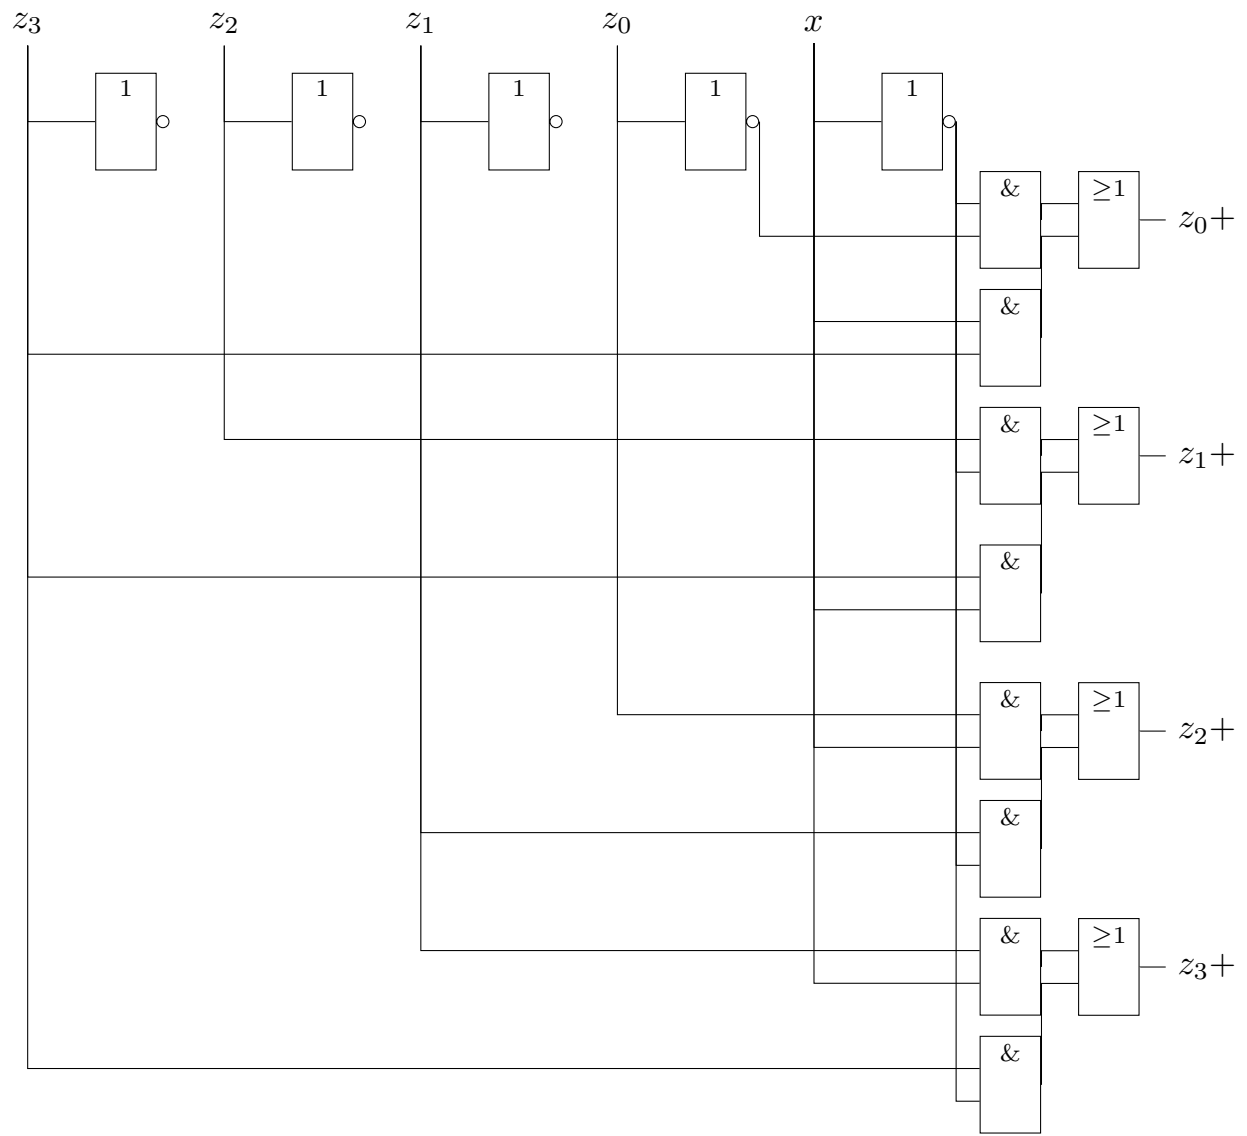 z₃ z₂ z₁ z₀ x
1 1 1 1 1
& ≥1 z₀+
&
& ≥1 z₁+
&
& ≥1 z₂+
&
& ≥1 z₃+
&